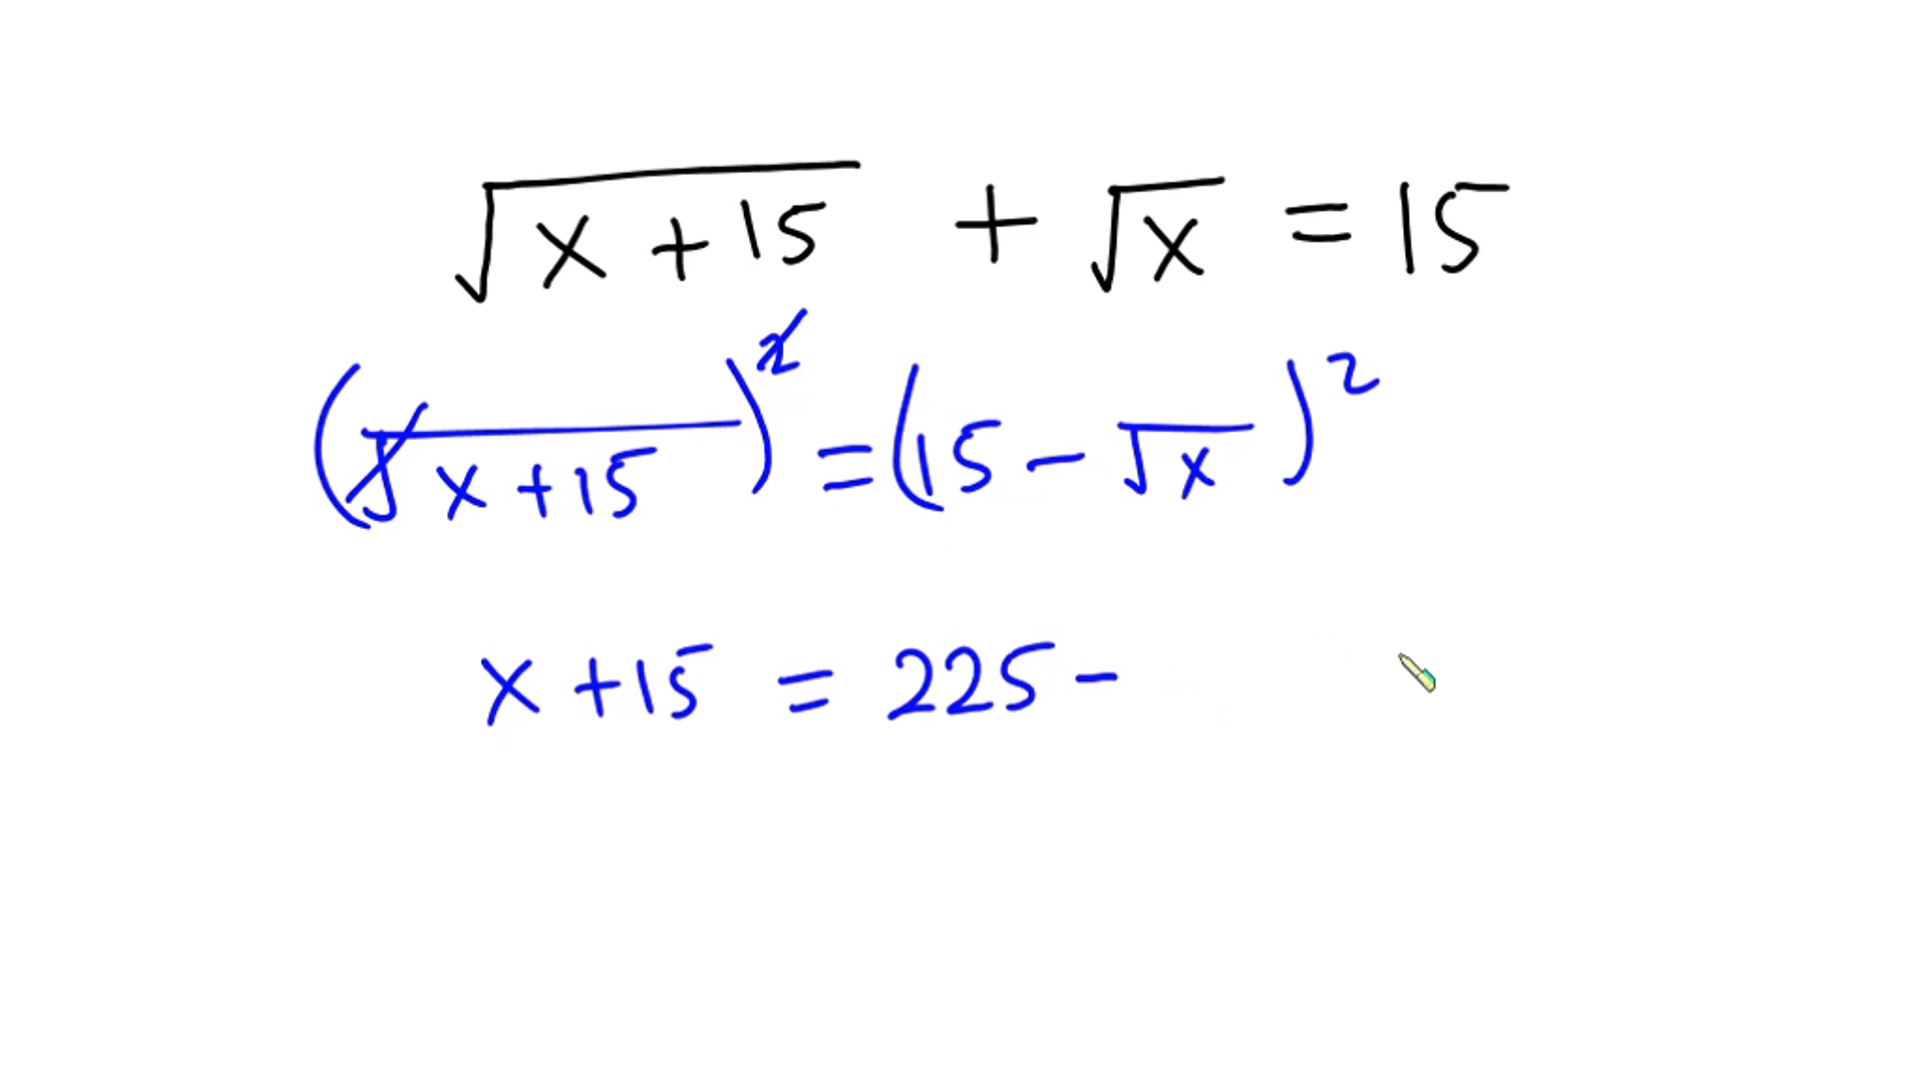 √(x + 15) + √x = 15
(√(x + 15))² = (15 − √x)²
x + 15 = 225 −